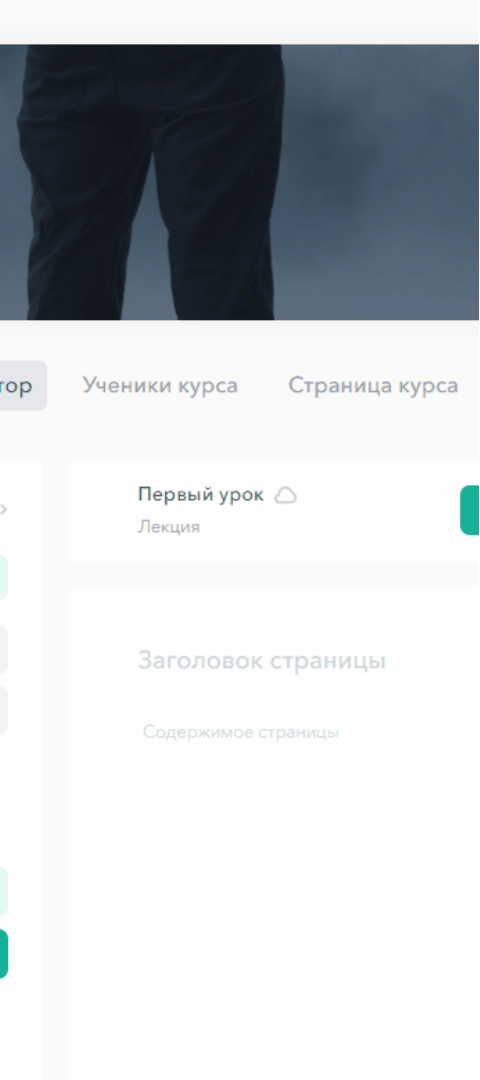 тор
Ученики курса
Страница курса
Первый урок
Лекция
Заголовок страницы
Содержимое страницы